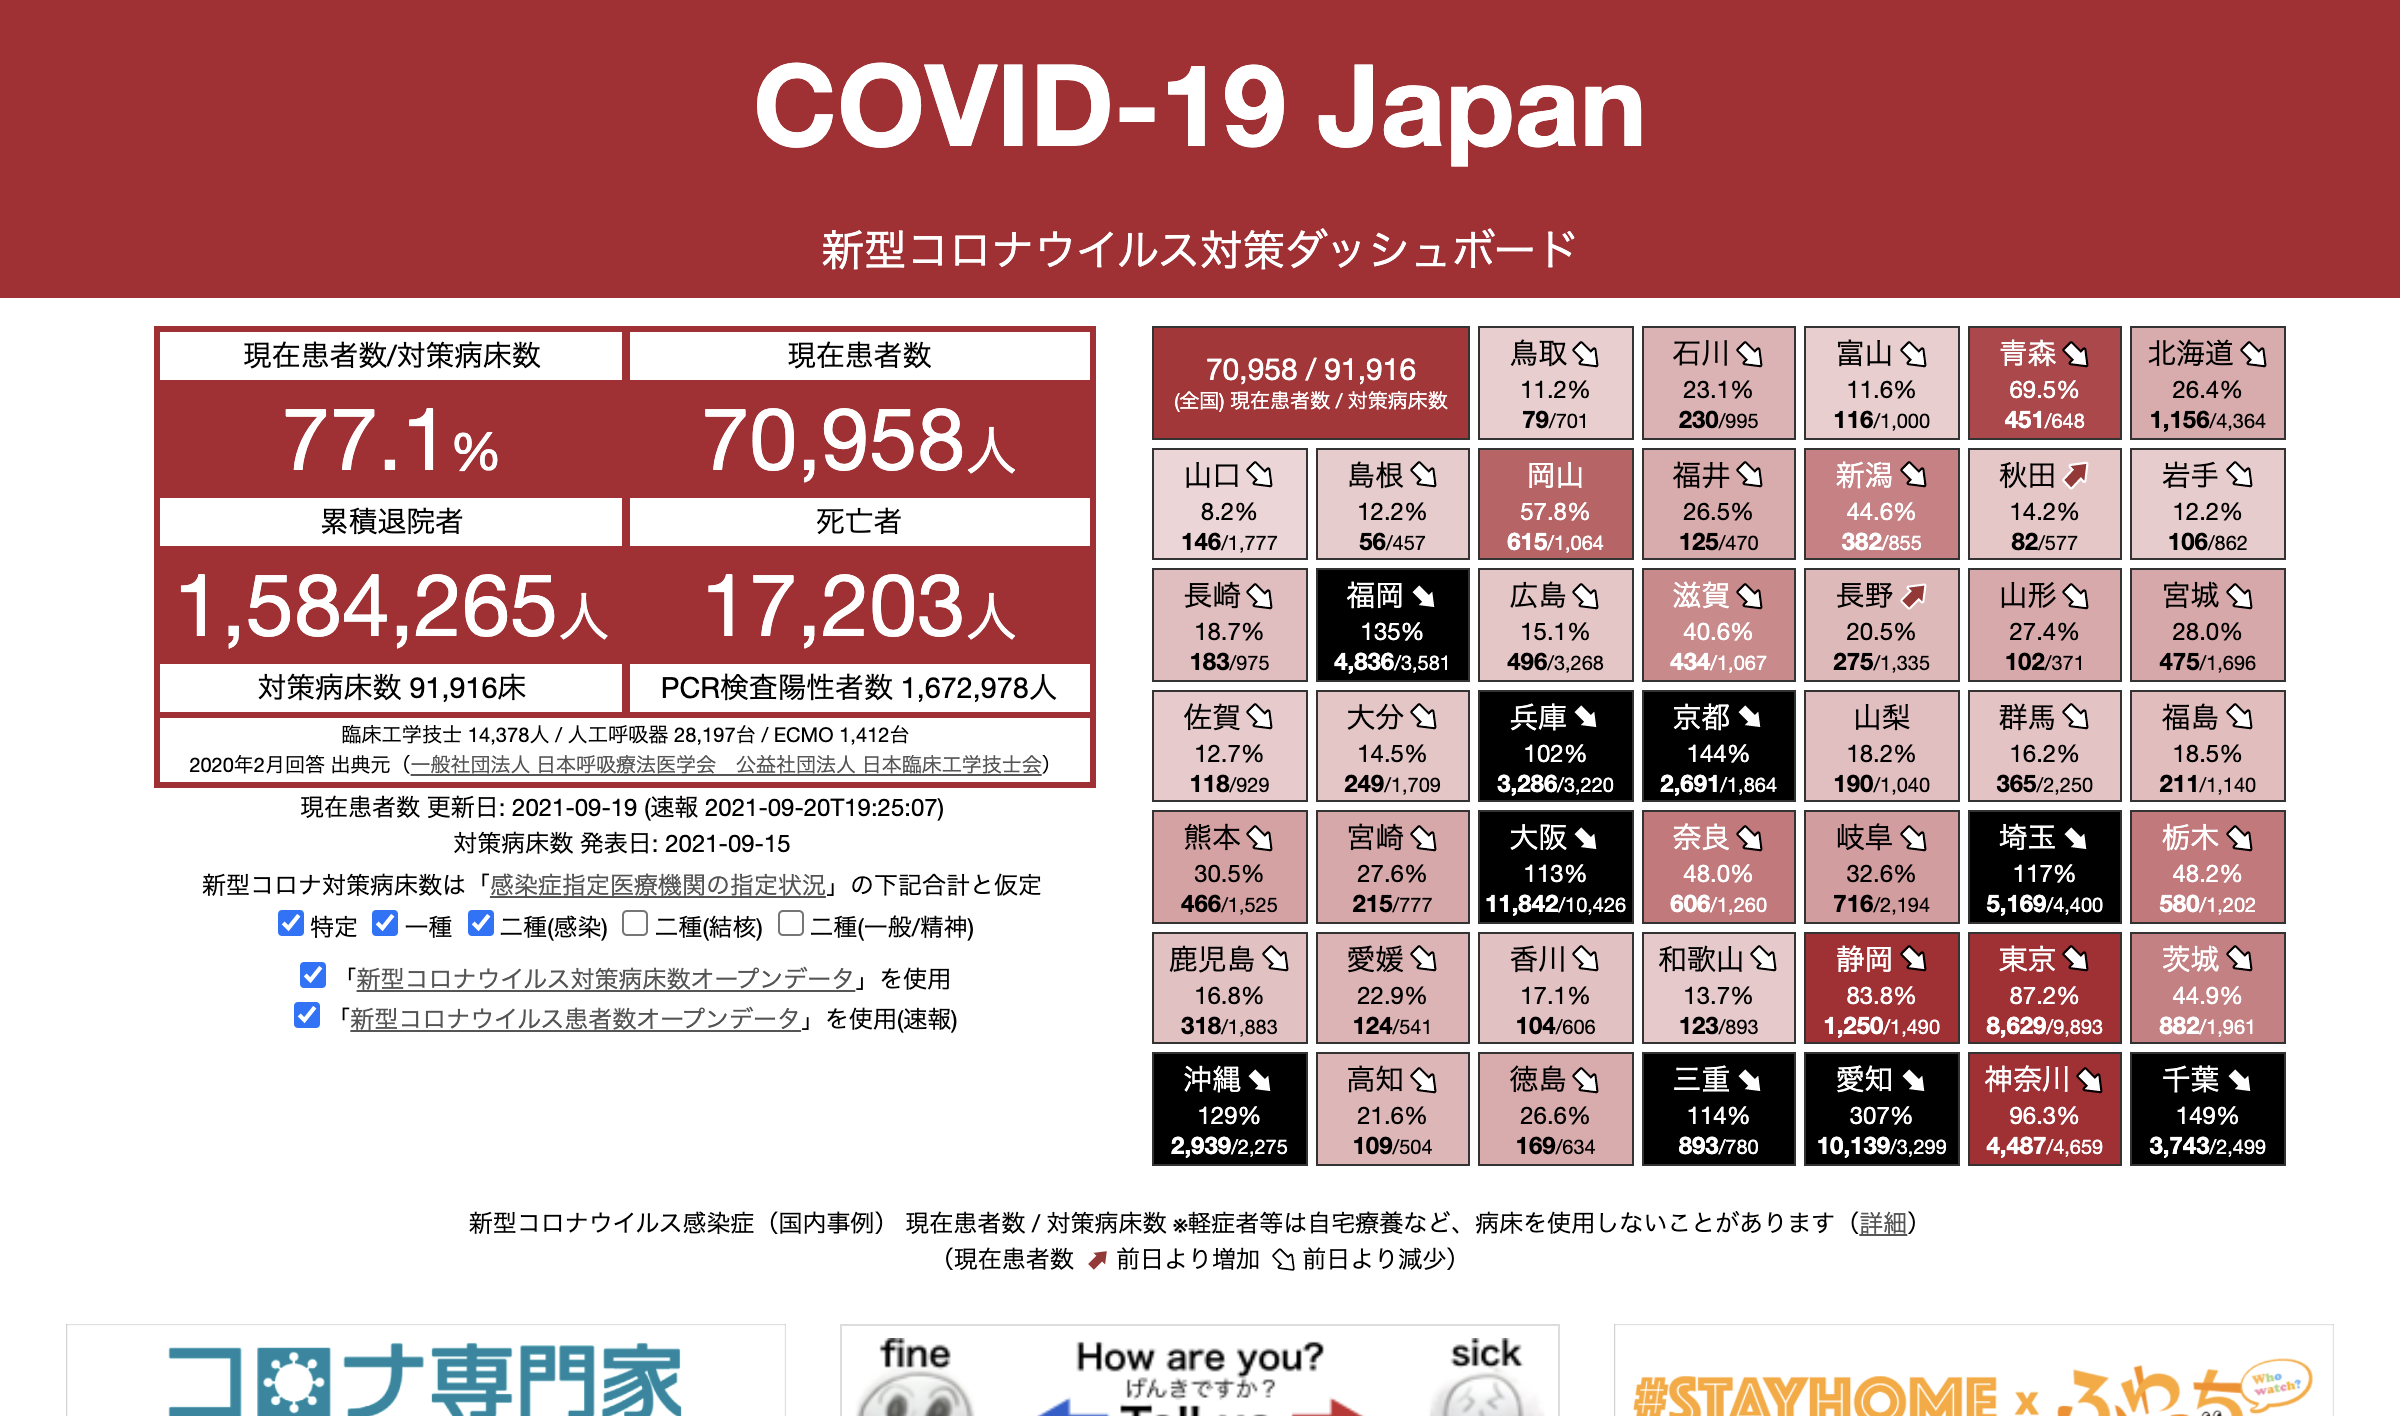 COVID-19 Japan
新型コロナウイルス対策ダッシュボード
現在患者数/対策病床数 現在患者数
77.1% 70,958人
累積退院者 死亡者
1,584,265人 17,203人
対策病床数 91,916床 PCR検査陽性者数 1,672,978人
臨床工学技士 14,378人 / 人工呼吸器 28,197台 / ECMO 1,412台
2020年2月回答 出典元（一般社団法人 日本呼吸療法医学会　公益社団法人 日本臨床工学技士会）
現在患者数 更新日: 2021-09-19 (速報 2021-09-20T19:25:07)
対策病床数 発表日: 2021-09-15
新型コロナ対策病床数は「感染症指定医療機関の指定状況」の下記合計と仮定
特定 一種 二種(感染) 二種(結核) 二種(一般/精神)
「新型コロナウイルス対策病床数オープンデータ」を使用
「新型コロナウイルス患者数オープンデータ」を使用(速報)
70,958 / 91,916
(全国) 現在患者数 / 対策病床数
鳥取 石川 富山 青森 北海道
11.2% 23.1% 11.6% 69.5% 26.4%
79/701 230/995 116/1,000 451/648 1,156/4,364
山口 島根 岡山 福井 新潟 秋田 岩手
8.2% 12.2% 57.8% 26.5% 44.6% 14.2% 12.2%
146/1,777 56/457 615/1,064 125/470 382/855 82/577 106/862
長崎 福岡 広島 滋賀 長野 山形 宮城
18.7% 135% 15.1% 40.6% 20.5% 27.4% 28.0%
183/975 4,836/3,581 496/3,268 434/1,067 275/1,335 102/371 475/1,696
佐賀 大分 兵庫 京都 山梨 群馬 福島
12.7% 14.5% 102% 144% 18.2% 16.2% 18.5%
118/929 249/1,709 3,286/3,220 2,691/1,864 190/1,040 365/2,250 211/1,140
熊本 宮崎 大阪 奈良 岐阜 埼玉 栃木
30.5% 27.6% 113% 48.0% 32.6% 117% 48.2%
466/1,525 215/777 11,842/10,426 606/1,260 716/2,194 5,169/4,400 580/1,202
鹿児島 愛媛 香川 和歌山 静岡 東京 茨城
16.8% 22.9% 17.1% 13.7% 83.8% 87.2% 44.9%
318/1,883 124/541 104/606 123/893 1,250/1,490 8,629/9,893 882/1,961
沖縄 高知 徳島 三重 愛知 神奈川 千葉
129% 21.6% 26.6% 114% 307% 96.3% 149%
2,939/2,275 109/504 169/634 893/780 10,139/3,299 4,487/4,659 3,743/2,499
新型コロナウイルス感染症（国内事例） 現在患者数 / 対策病床数 ※軽症者等は自宅療養など、病床を使用しないことがあります（詳細）
（現在患者数 前日より増加 前日より減少）
コロナ専門家
fine How are you? sick
げんきですか？
Tell us
#STAYHOME x ふわっち
Who watch?